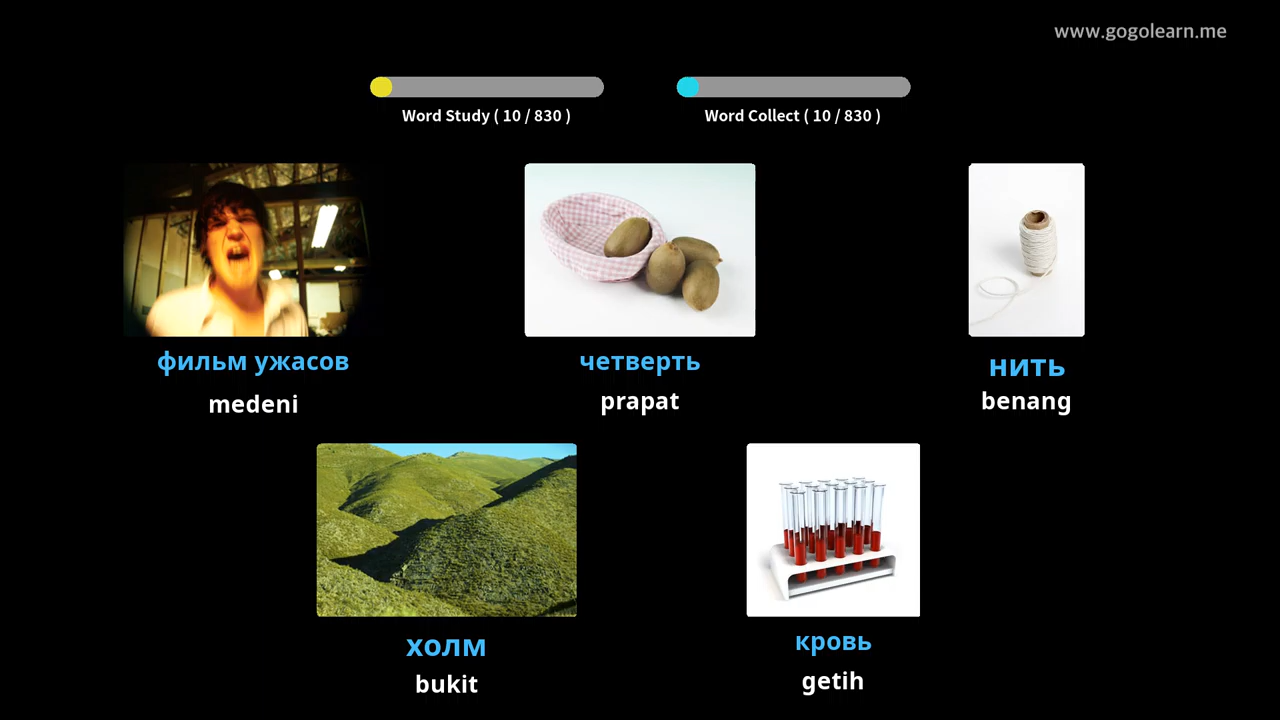 www.gogolearn.me
Word Study ( 10 / 830 )
Word Collect ( 10 / 830 )
фильм ужасов
medeni
четверть
prapat
нить
benang
холм
bukit
кровь
getih